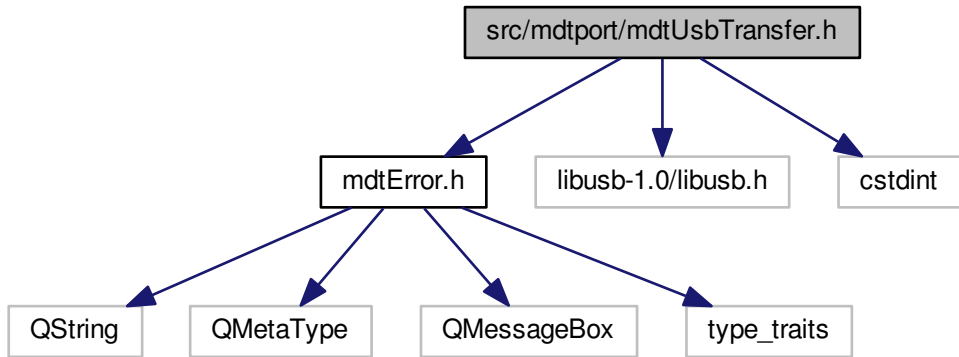 src/mdtport/mdtUsbTransfer.h
mdtError.h
libusb-1.0/libusb.h
cstdint
QString
QMetaType
QMessageBox
type_traits